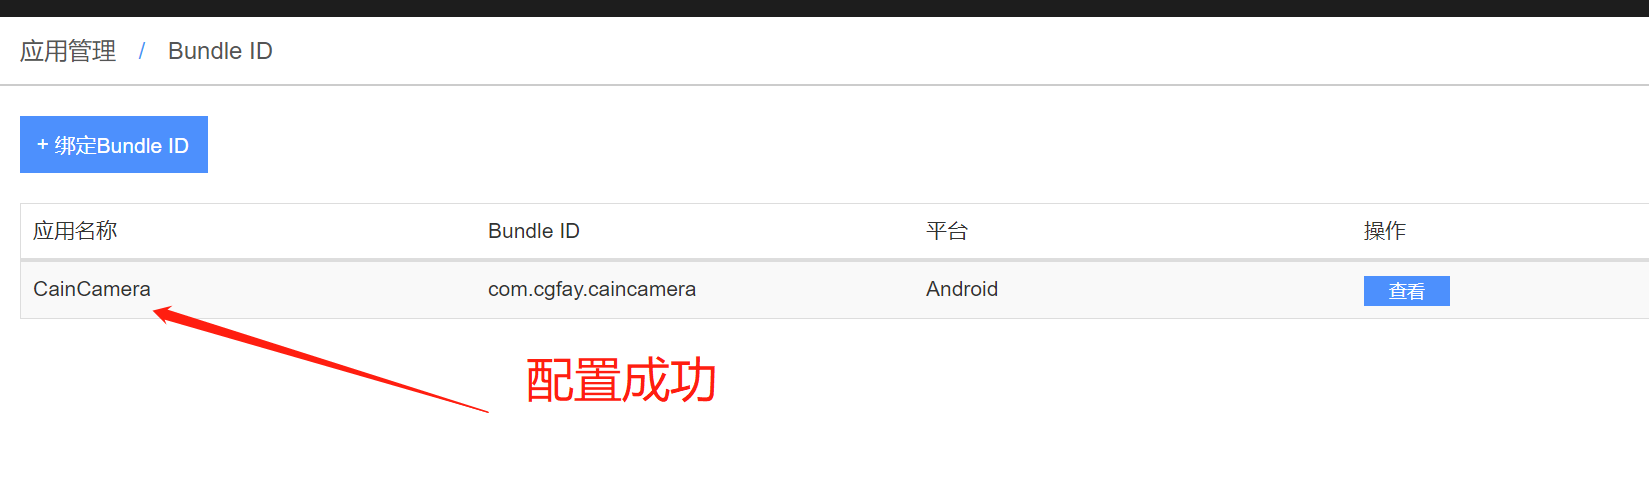 应用管理 / Bundle ID
+ 绑定Bundle ID
应用名称 Bundle ID 平台 操作
CainCamera com.cgfay.caincamera Android 查看
配置成功